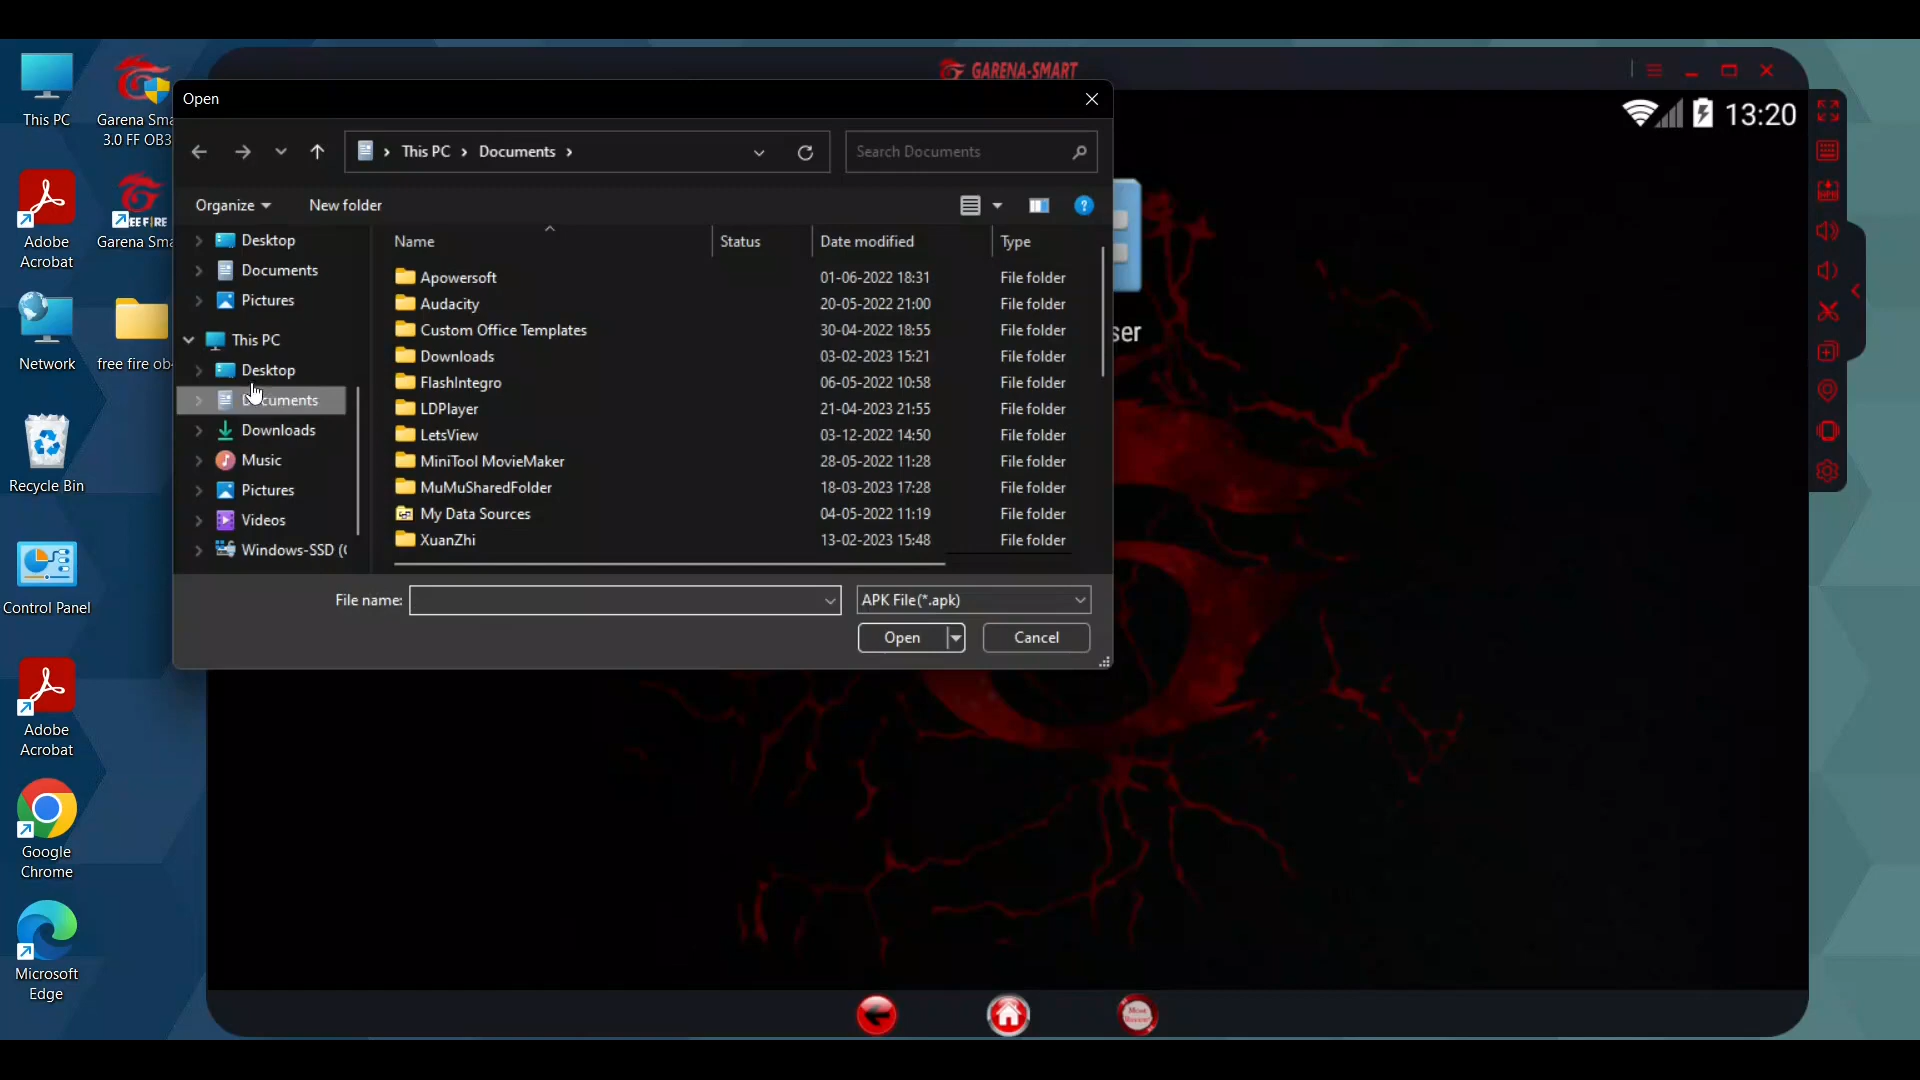 This PC
Garena Sma
3.0 FF OB3
Adobe
Acrobat
Garena Sma
Network
free fire ob-
Recycle Bin
Control Panel
Adobe
Acrobat
Google
Chrome
Microsoft
Edge
GARENA-SMART
13:20
ser
Open
This PC > Documents >
Search Documents
Organize
New folder
Desktop
Documents
Pictures
This PC
Desktop
Documents
Downloads
Music
Pictures
Videos
Windows-SSD (
Name Status Date modified Type
Apowersoft 01-06-2022 18:31 File folder
Audacity 20-05-2022 21:00 File folder
Custom Office Templates 30-04-2022 18:55 File folder
Downloads 03-02-2023 15:21 File folder
FlashIntegro 06-05-2022 10:58 File folder
LDPlayer 21-04-2023 21:55 File folder
LetsView 03-12-2022 14:50 File folder
MiniTool MovieMaker 28-05-2022 11:28 File folder
MuMuSharedFolder 18-03-2023 17:28 File folder
My Data Sources 04-05-2022 11:19 File folder
XuanZhi 13-02-2023 15:48 File folder
File name:
APK File(*.apk)
Open
Cancel